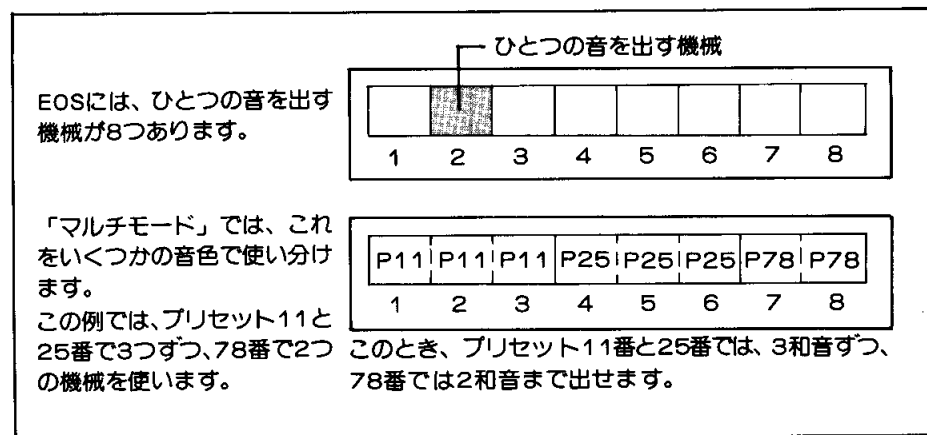 ひとつの音を出す機械
EOSには、ひとつの音を出す
機械が8つあります。
1 2 3 4 5 6 7 8
「マルチモード」では、これ
をいくつかの音色で使い分け
ます。
この例では、プリセット11と
25番で3つずつ、78番で2つ
の機械を使います。
P11 P11 P11 P25 P25 P25 P78 P78
1 2 3 4 5 6 7 8
このとき、プリセット11番と25番では、3和音ずつ、
78番では2和音まで出せます。